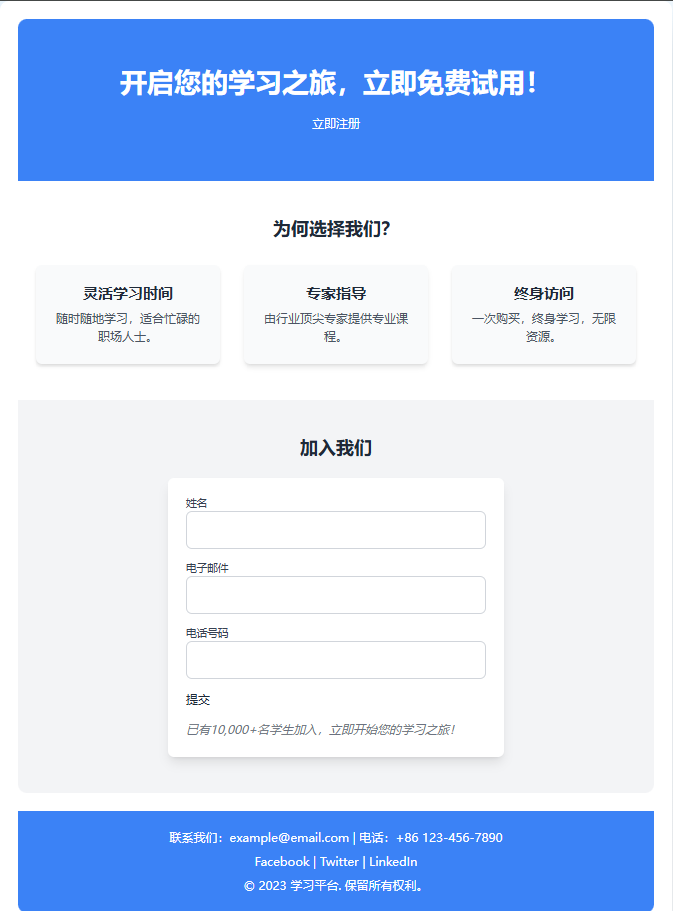 开启您的学习之旅，立即免费试用！
立即注册
为何选择我们？
灵活学习时间
随时随地学习，适合忙碌的
职场人士。
专家指导
由行业顶尖专家提供专业课
程。
终身访问
一次购买，终身学习，无限
资源。
加入我们
姓名
电子邮件
电话号码
提交
已有10,000+名学生加入，立即开始您的学习之旅！
联系我们：example@email.com | 电话：+86 123-456-7890
Facebook | Twitter | LinkedIn
© 2023 学习平台. 保留所有权利。